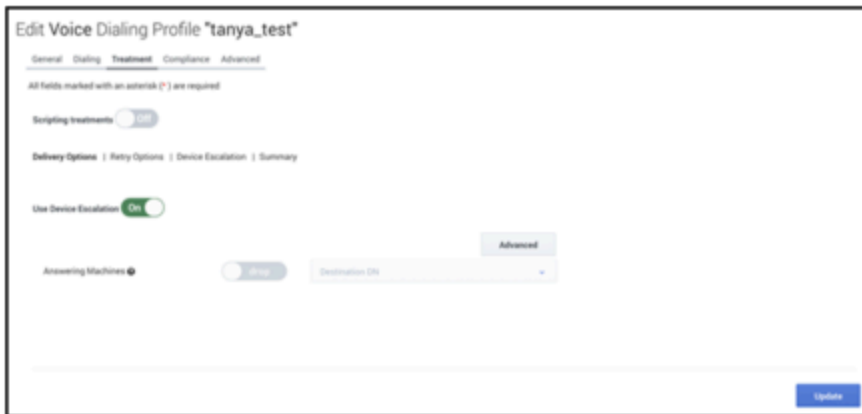 Edit Voice Dialing Profile "tanya_test"
General Dialing Treatment Compliance Advanced
All fields marked with an asterisk (*) are required
Scripting treatments Off
Delivery Options | Retry Options | Device Escalation | Summary
Use Device Escalation On
Advanced
Answering Machines ? drop Destination DN
Update